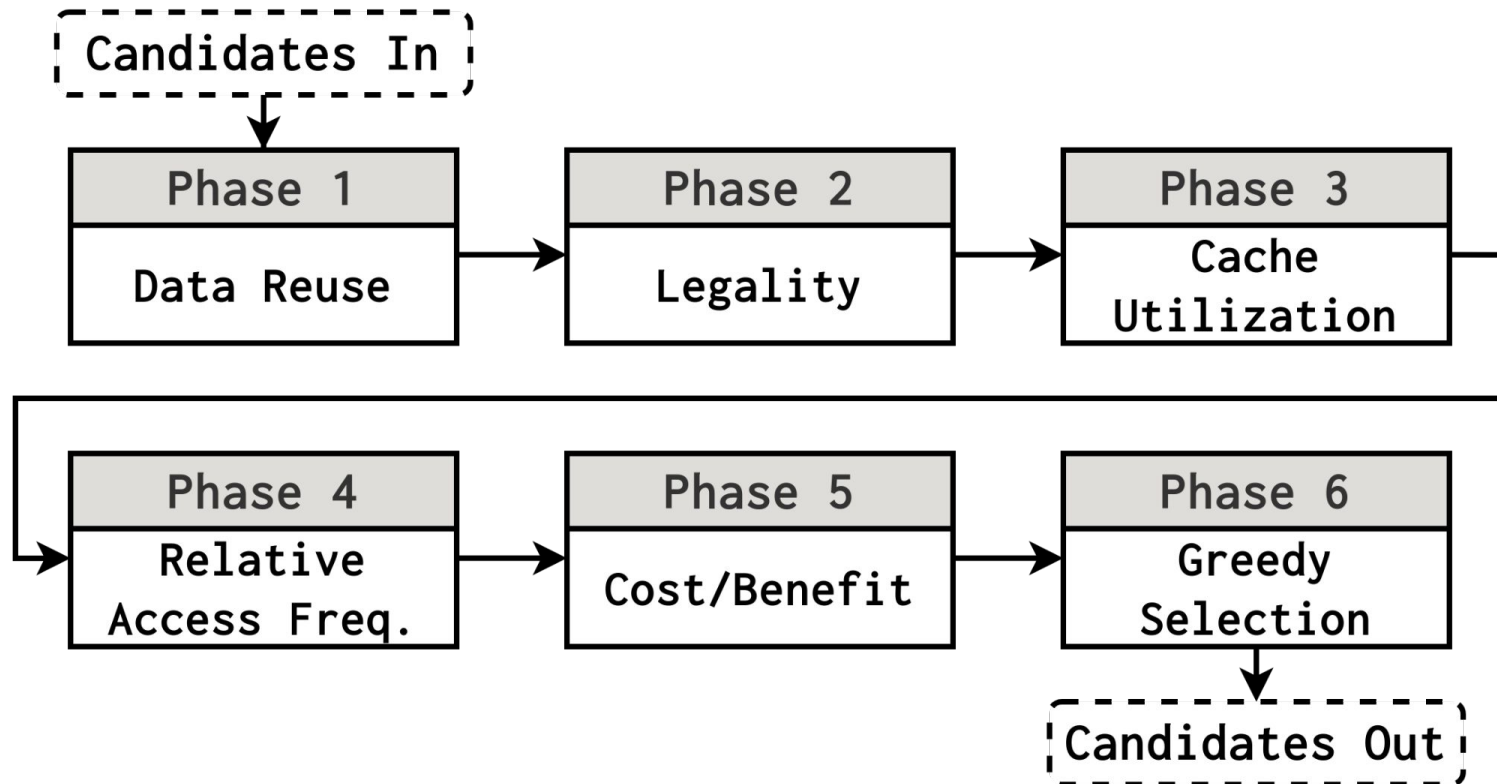 Candidates In
Phase 1
Data Reuse
Phase 2
Legality
Phase 3
Cache
Utilization
Phase 4
Relative
Access Freq.
Phase 5
Cost/Benefit
Phase 6
Greedy
Selection
Candidates Out